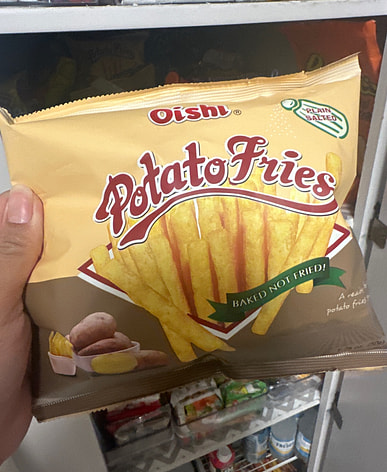 Oishi®
PLAIN
SALTED
Potato Fries
BAKED NOT FRIED!
A real
potato fries